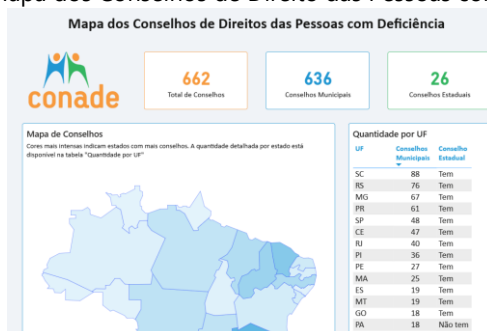 Mapa dos Conselhos de Direitos das Pessoas com Deficiência
conade
662
Total de Conselhos
636
Conselhos Municipais
26
Conselhos Estaduais
Mapa de Conselhos
Cores mais intensas indicam estados com mais conselhos. A quantidade detalhada por estado está
disponível na tabela "Quantidade por UF"
Quantidade por UF
UF Conselhos Municipais Conselho Estadual
SC 88 Tem
RS 76 Tem
MG 67 Tem
PR 61 Tem
SP 48 Tem
CE 47 Tem
RJ 40 Tem
PI 36 Tem
PE 27 Tem
MA 25 Tem
ES 19 Tem
MT 19 Tem
GO 18 Tem
PA 18 Não tem